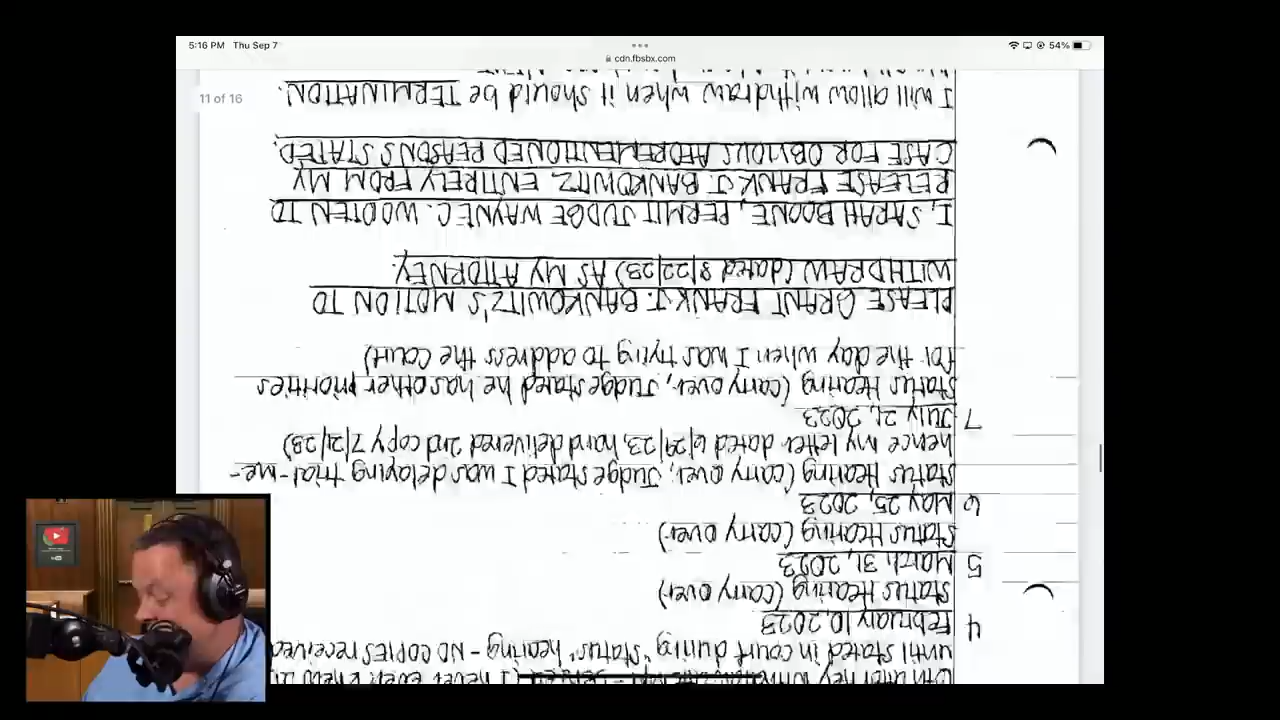 5:16 PM Thu Sep 7
54%
cdn.fbsbx.com
11 of 16
(I never even knew
until stated in court during "status" hearing - NO COPIES received
4 February 10, 2023
Status Hearing (carry over)
5 March 31, 2023
Status Hearing (carry over)
6 May 25, 2023
Status Hearing (carry over, Judge stated I was delaying trial-me-
hence my letter dated 6/29/23, hand delivered 2nd copy 7/21/23)
7 July 21, 2023
Status Hearing (carry over, Judge stated he has other priorities
for the day when I was trying to address the court)
PLEASE GRANT FRANK J. BANKOWITZ'S MOTION TO
WITHDRAW (dated 8/22/23) AS MY ATTORNEY.
I, SARAH BOONE, PERMIT JUDGE WAYNE C. WOOTEN TO
RELEASE FRANK J. BANKOWITZ ENTIRELY FROM MY
CASE FOR OBVIOUS AFOREMENTIONED REASONS STATED.
I will allow withdraw when it should be TERMINATION.